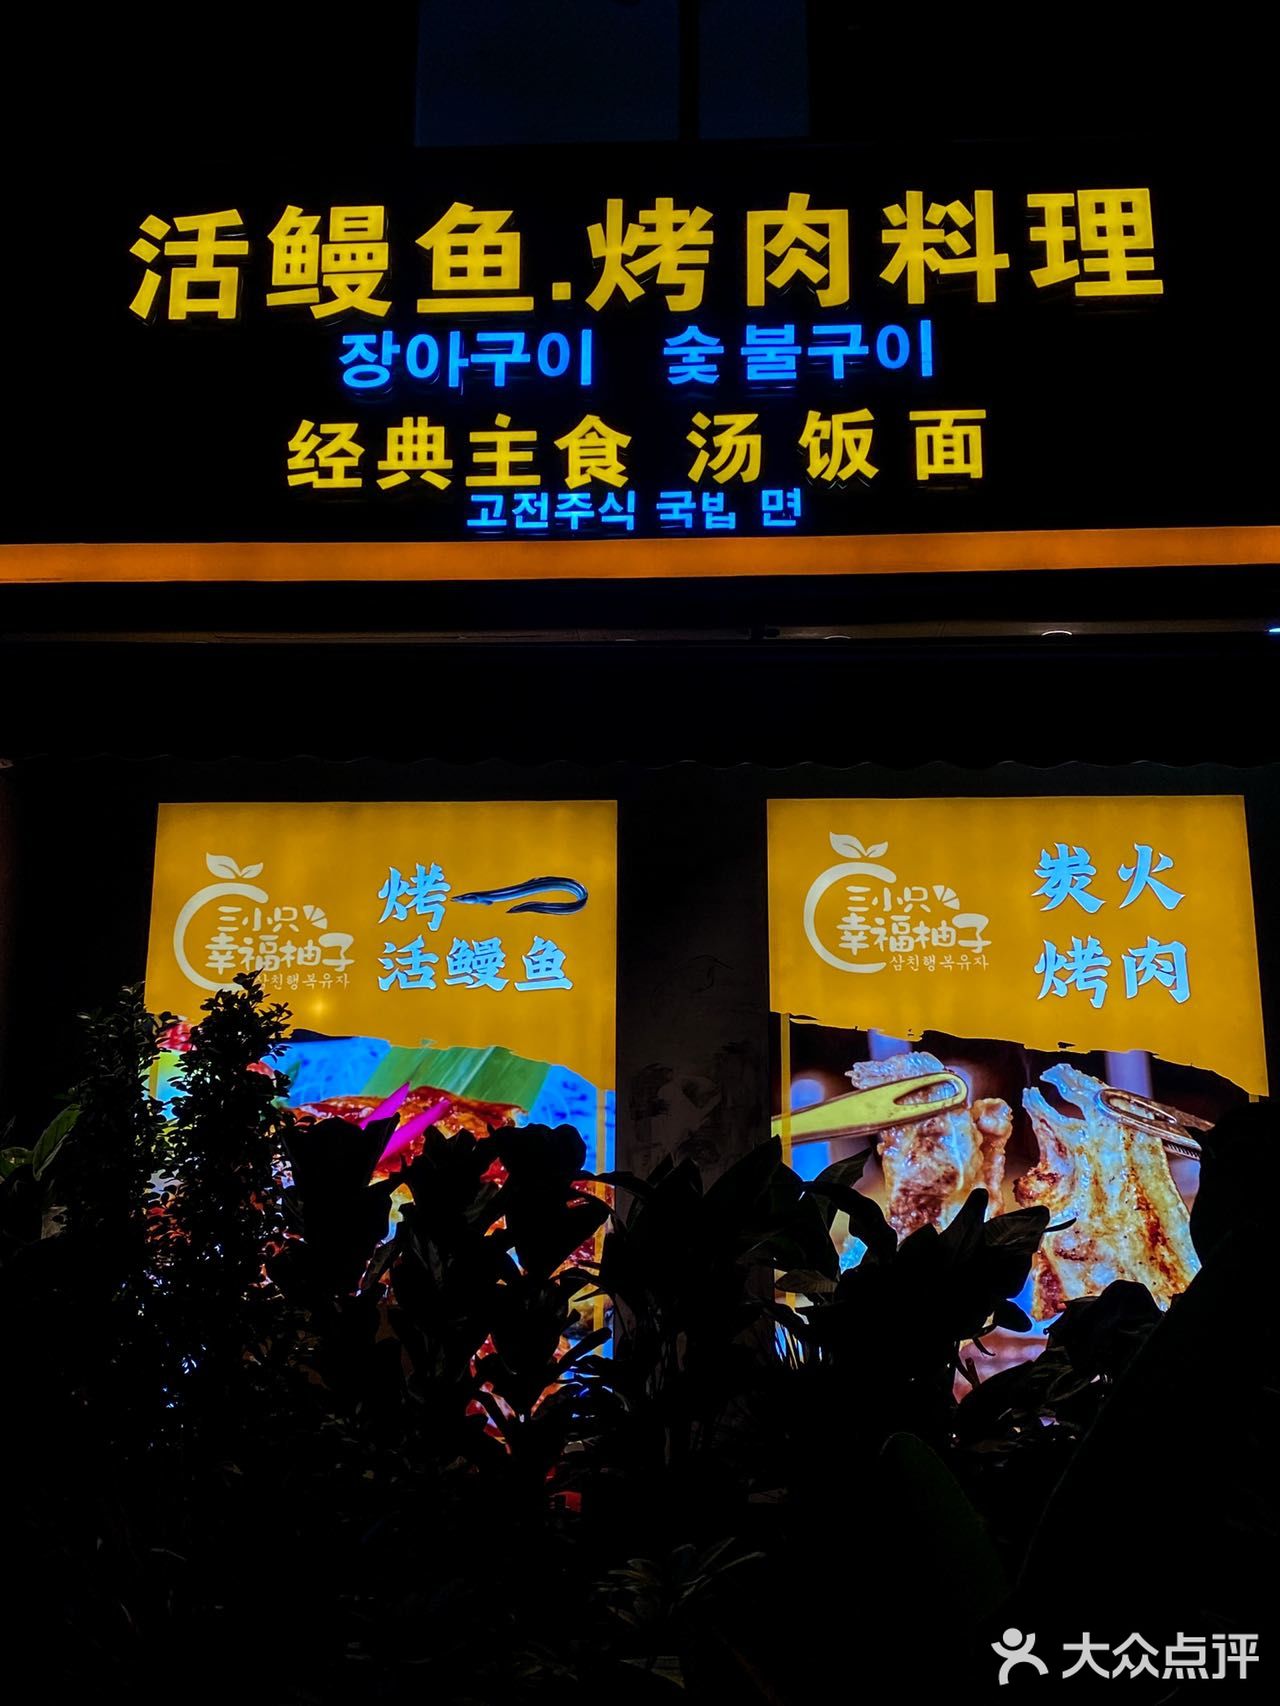 活鳗鱼.烤肉料理
장아구이 숯불구이
经典主食 汤饭面
고전주식 국밥 면
三小只
幸福柚子
삼친행복유자
烤
活鳗鱼
三小只
幸福柚子
삼친행복유자
炭火
烤肉
大众点评